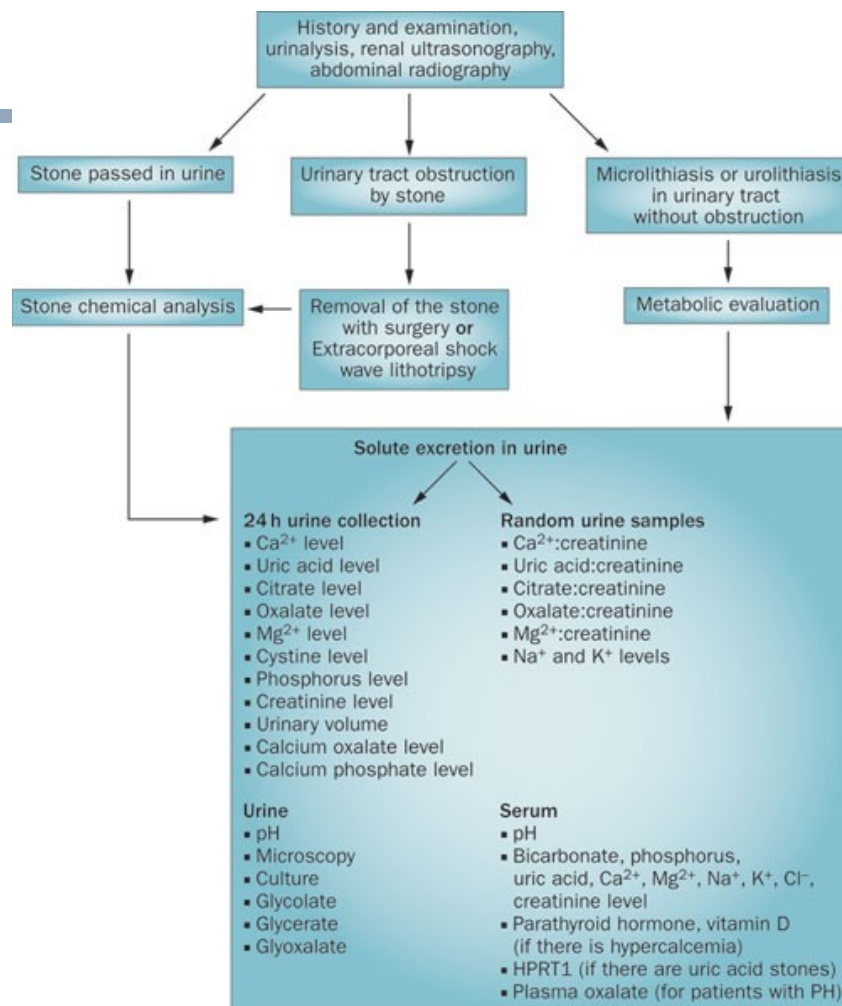 History and examination,
urinalysis, renal ultrasonography,
abdominal radiography
Stone passed in urine
Urinary tract obstruction
by stone
Microlithiasis or urolithiasis
in urinary tract
without obstruction
Stone chemical analysis
Removal of the stone
with surgery or
Extracorporeal shock
wave lithotripsy
Metabolic evaluation
Solute excretion in urine
24 h urine collection
▪ Ca²⁺ level
▪ Uric acid level
▪ Citrate level
▪ Oxalate level
▪ Mg²⁺ level
▪ Cystine level
▪ Phosphorus level
▪ Creatinine level
▪ Urinary volume
▪ Calcium oxalate level
▪ Calcium phosphate level
Random urine samples
▪ Ca²⁺:creatinine
▪ Uric acid:creatinine
▪ Citrate:creatinine
▪ Oxalate:creatinine
▪ Mg²⁺:creatinine
▪ Na⁺ and K⁺ levels
Urine
▪ pH
▪ Microscopy
▪ Culture
▪ Glycolate
▪ Glycerate
▪ Glyoxalate
Serum
▪ pH
▪ Bicarbonate, phosphorus,
uric acid, Ca²⁺, Mg²⁺, Na⁺, K⁺, Cl⁻,
creatinine level
▪ Parathyroid hormone, vitamin D
(if there is hypercalcemia)
▪ HPRT1 (if there are uric acid stones)
▪ Plasma oxalate (for patients with PH)